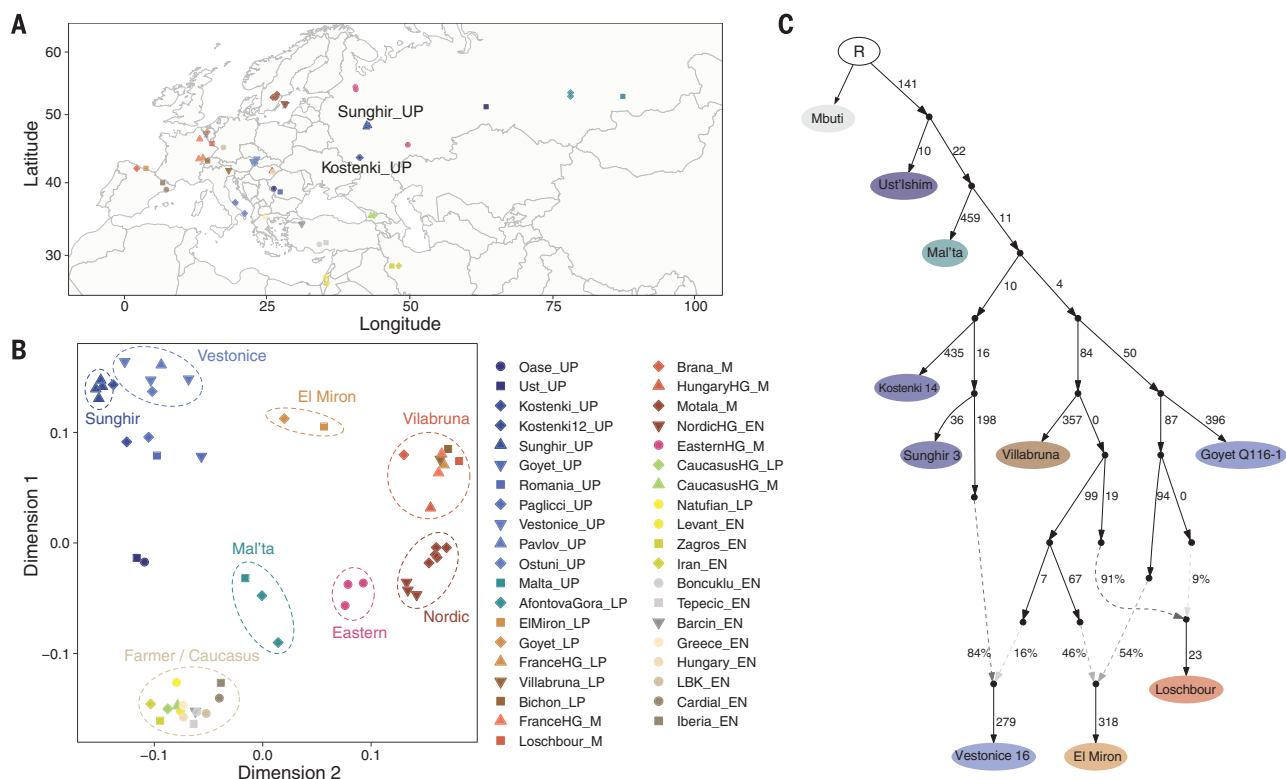 A
60
50
40
30
Latitude
Sunghir_UP
Kostenki_UP
0
25
50
75
100
Longitude
B
Vestonice
Sunghir
El Miron
Vilabruna
Mal'ta
Eastern
Nordic
Farmer / Caucasus
0.1
0.0
−0.1
Dimension 1
−0.1
0.0
0.1
Dimension 2
Oase_UP
Ust_UP
Kostenki_UP
Kostenki12_UP
Sunghir_UP
Goyet_UP
Romania_UP
Paglicci_UP
Vestonice_UP
Pavlov_UP
Ostuni_UP
Malta_UP
AfontovaGora_LP
ElMiron_LP
Goyet_LP
FranceHG_LP
Villabruna_LP
Bichon_LP
FranceHG_M
Loschbour_M
Brana_M
HungaryHG_M
Motala_M
NordicHG_EN
EasternHG_M
CaucasusHG_LP
CaucasusHG_M
Natufian_LP
Levant_EN
Zagros_EN
Iran_EN
Boncuklu_EN
Tepecic_EN
Barcin_EN
Greece_EN
Hungary_EN
LBK_EN
Cardial_EN
Iberia_EN
C
R
141
Mbuti
10
22
Ust'Ishim
459
11
Mal'ta
10
4
435
16
84
50
Kostenki 14
36
198
357
0
87
396
Sunghir 3
Villabruna
Goyet Q116-1
99
19
94
0
7
67
91%
9%
84%
16%
46%
54%
23
Loschbour
279
318
Vestonice 16
El Miron